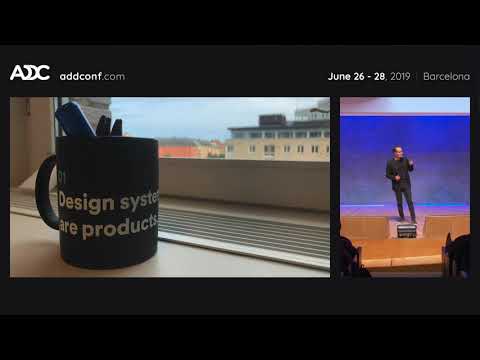 ADDC
addconf.com
June 26 - 28, 2019 | Barcelona
01
Design syste
are products